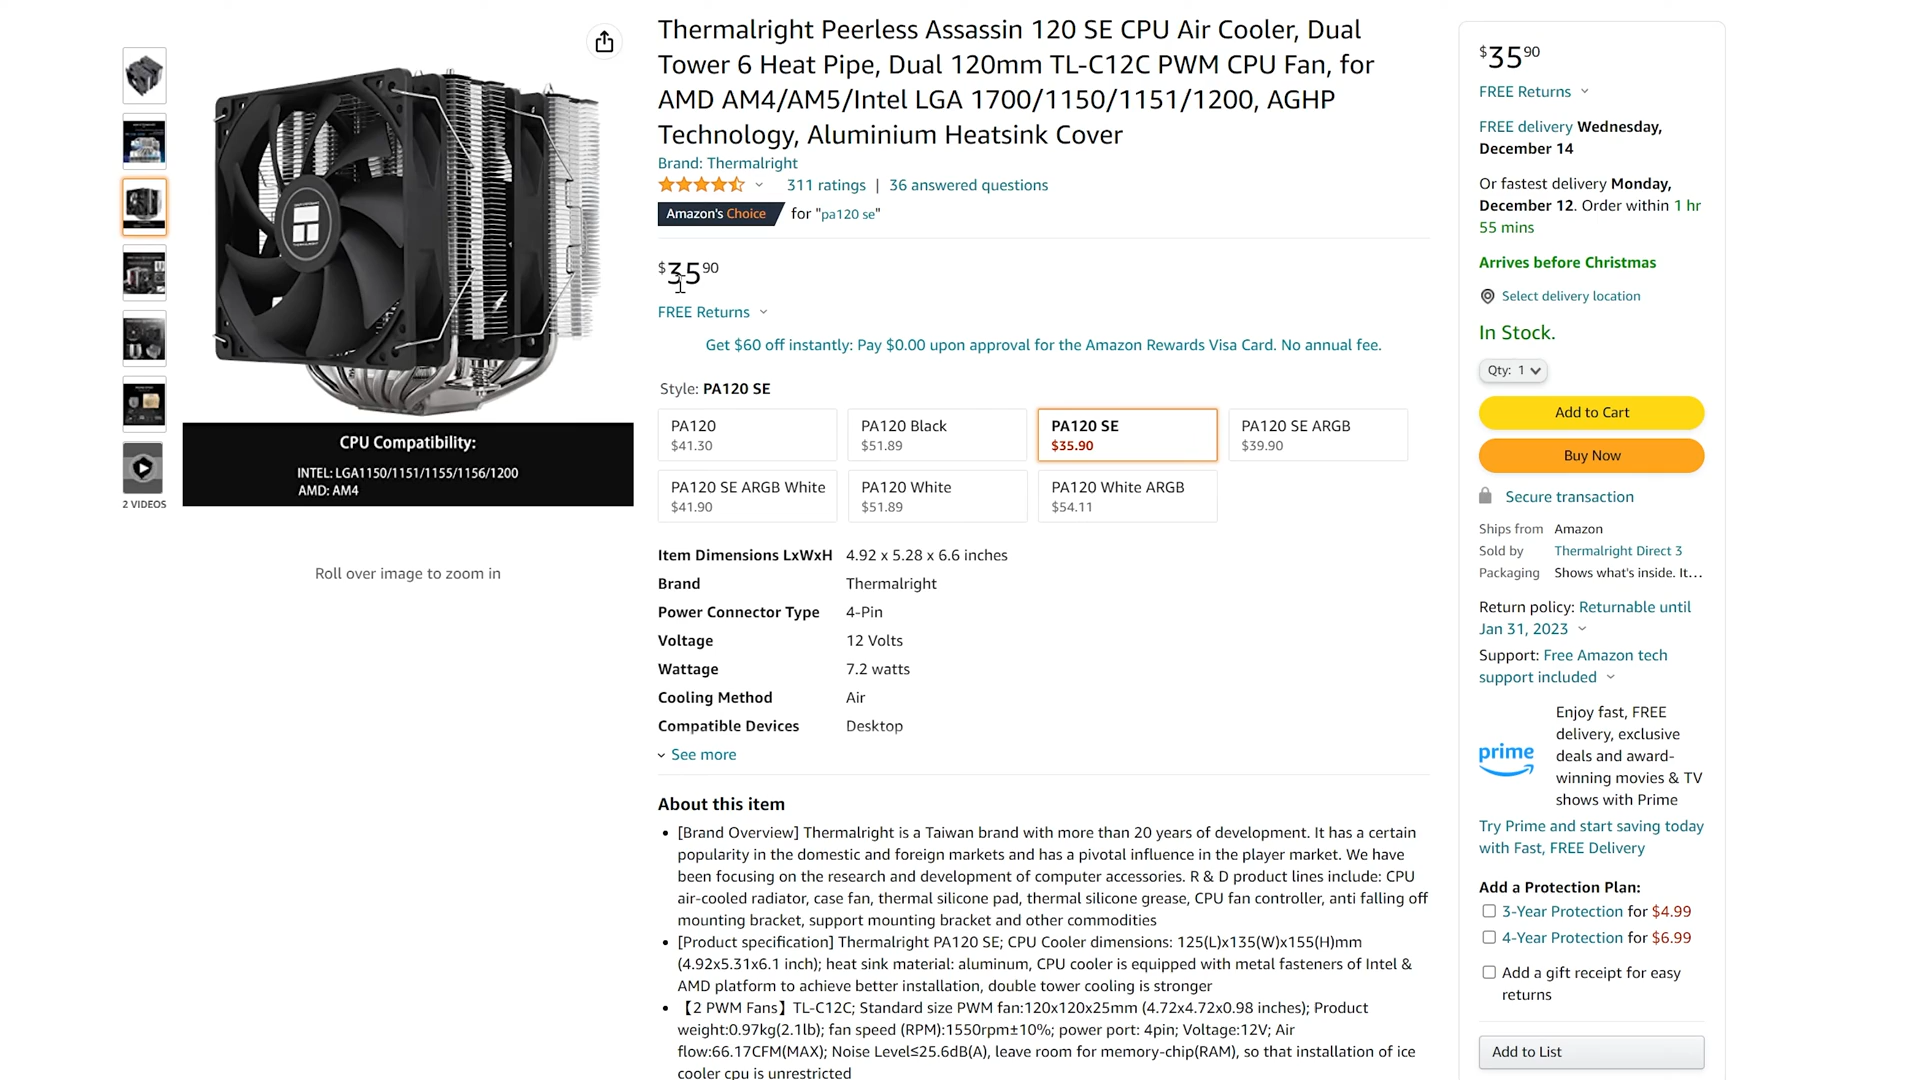 Thermalright Peerless Assassin 120 SE CPU Air Cooler, Dual
Tower 6 Heat Pipe, Dual 120mm TL-C12C PWM CPU Fan, for
AMD AM4/AM5/Intel LGA 1700/1150/1151/1200, AGHP
Technology, Aluminium Heatsink Cover
Brand: Thermalright
311 ratings | 36 answered questions
Amazon's Choice for "pa120 se"
$35 90
FREE Returns
Get $60 off instantly: Pay $0.00 upon approval for the Amazon Rewards Visa Card. No annual fee.
Style: PA120 SE
PA120
$41.30
PA120 Black
$51.89
PA120 SE
$35.90
PA120 SE ARGB
$39.90
PA120 SE ARGB White
$41.90
PA120 White
$51.89
PA120 White ARGB
$54.11
CPU Compatibility:
INTEL: LGA1150/1151/1155/1156/1200
AMD: AM4
2 VIDEOS
Roll over image to zoom in
Item Dimensions LxWxH 4.92 x 5.28 x 6.6 inches
Brand Thermalright
Power Connector Type 4-Pin
Voltage 12 Volts
Wattage 7.2 watts
Cooling Method Air
Compatible Devices Desktop
See more
About this item
• [Brand Overview] Thermalright is a Taiwan brand with more than 20 years of development. It has a certain
popularity in the domestic and foreign markets and has a pivotal influence in the player market. We have
been focusing on the research and development of computer accessories. R & D product lines include: CPU
air-cooled radiator, case fan, thermal silicone pad, thermal silicone grease, CPU fan controller, anti falling off
mounting bracket, support mounting bracket and other commodities
• [Product specification] Thermalright PA120 SE; CPU Cooler dimensions: 125(L)x135(W)x155(H)mm
(4.92x5.31x6.1 inch); heat sink material: aluminum, CPU cooler is equipped with metal fasteners of Intel &
AMD platform to achieve better installation, double tower cooling is stronger
• 【2 PWM Fans】TL-C12C; Standard size PWM fan:120x120x25mm (4.72x4.72x0.98 inches); Product
weight:0.97kg(2.1lb); fan speed (RPM):1550rpm±10%; power port: 4pin; Voltage:12V; Air
flow:66.17CFM(MAX); Noise Level≤25.6dB(A), leave room for memory-chip(RAM), so that installation of ice
cooler cpu is unrestricted
$35 90
FREE Returns
FREE delivery Wednesday,
December 14
Or fastest delivery Monday,
December 12. Order within 1 hr
55 mins
Arrives before Christmas
Select delivery location
In Stock.
Qty: 1
Add to Cart
Buy Now
Secure transaction
Ships from Amazon
Sold by Thermalright Direct 3
Packaging Shows what's inside. It…
Return policy: Returnable until
Jan 31, 2023
Support: Free Amazon tech
support included
prime
Enjoy fast, FREE
delivery, exclusive
deals and award-
winning movies & TV
shows with Prime
Try Prime and start saving today
with Fast, FREE Delivery
Add a Protection Plan:
3-Year Protection for $4.99
4-Year Protection for $6.99
Add a gift receipt for easy
returns
Add to List